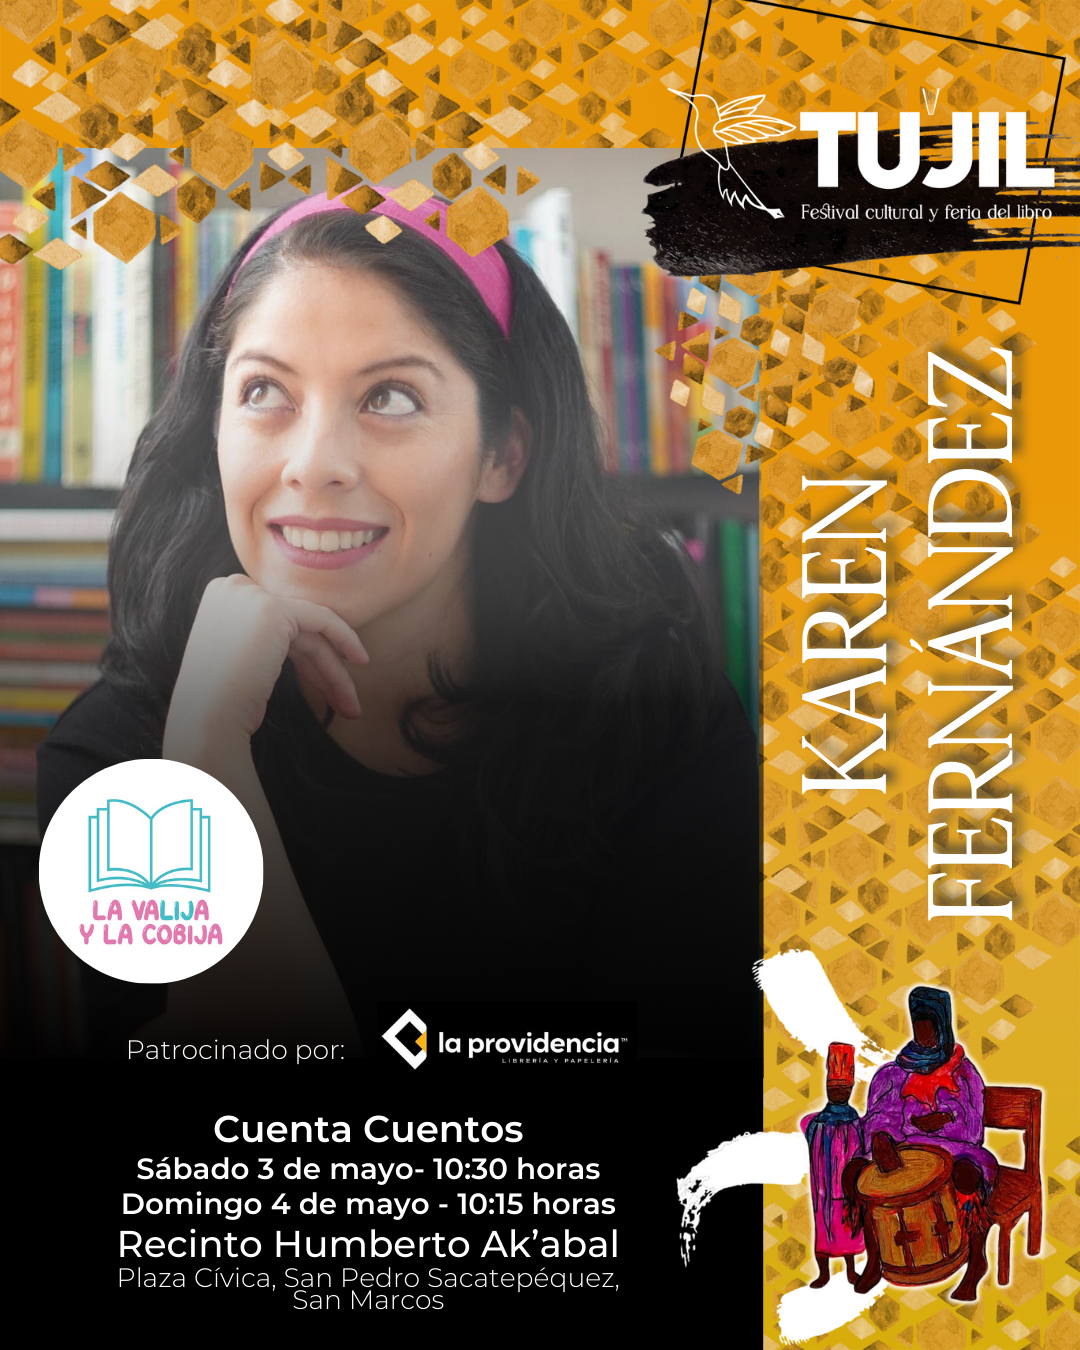 TUJIL
Festival cultural y feria del libro
KAREN
FERNÁNDEZ
LA VALIJA
Y LA COBIJA
Patrocinado por:
la providencia™
LIBRERÍA Y PAPELERÍA
Cuenta Cuentos
Sábado 3 de mayo- 10:30 horas
Domingo 4 de mayo - 10:15 horas
Recinto Humberto Ak’abal
Plaza Cívica, San Pedro Sacatepéquez,
San Marcos